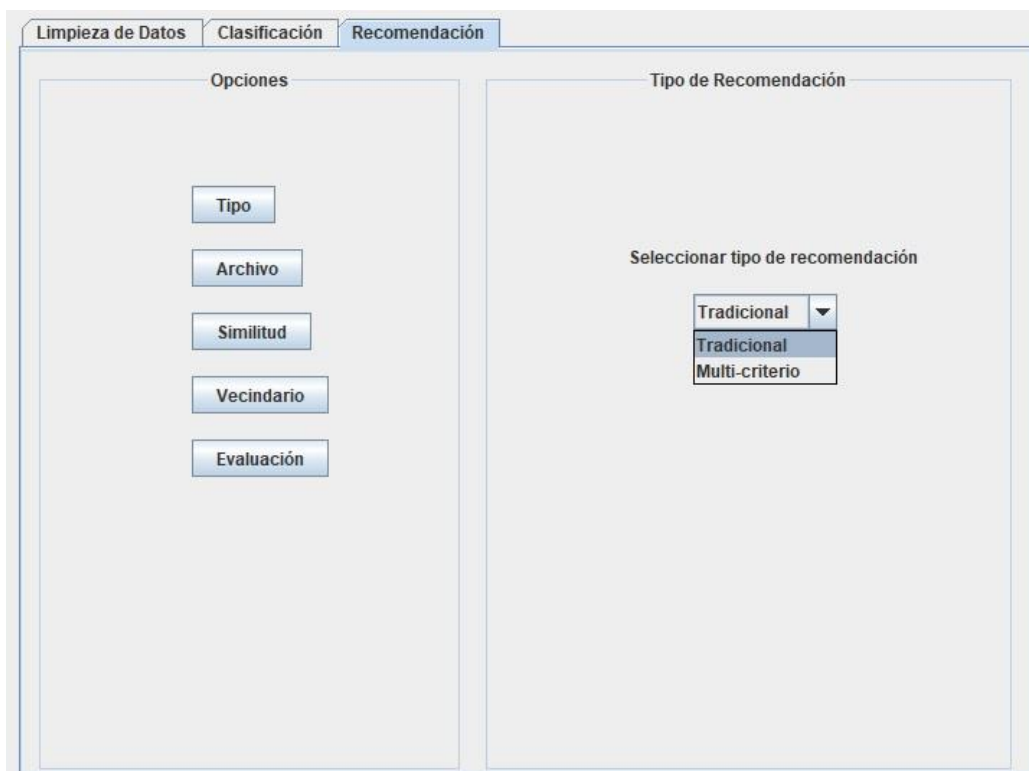 Limpieza de Datos
Clasificación
Recomendación
Opciones
Tipo
Archivo
Similitud
Vecindario
Evaluación
Tipo de Recomendación
Seleccionar tipo de recomendación
Tradicional
Tradicional
Multi-criterio